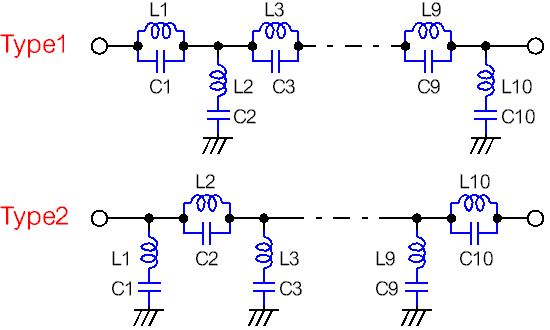 L1 L3 L9
Type1
C1 L2 C3 C9 L10
C2 C10
L2 L10
Type2
L1 C2 L3 L9 C10
C1 C3 C9